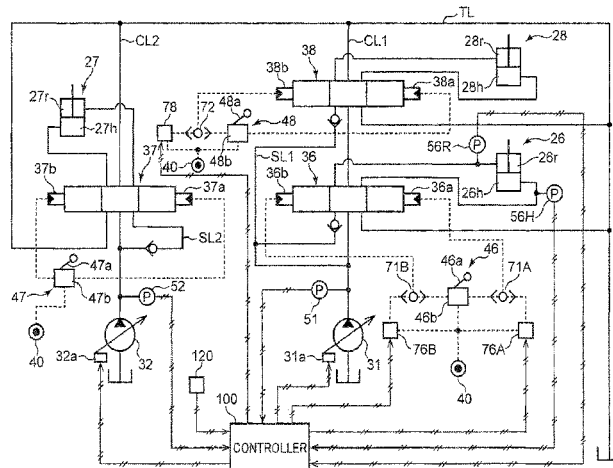 TL
CL2
CL1
27
27r
27h
38
38b
38a
28r
28
28h
78
72
48a
48
40
48b
56R
37b
37
37a
SL1
36
36b
36a
26
26r
26h
56H
SL2
47a
47
47b
40
52
51
71B
46a
46
71A
46b
76B
76A
40
32a
32
120
31a
31
100
CONTROLLER